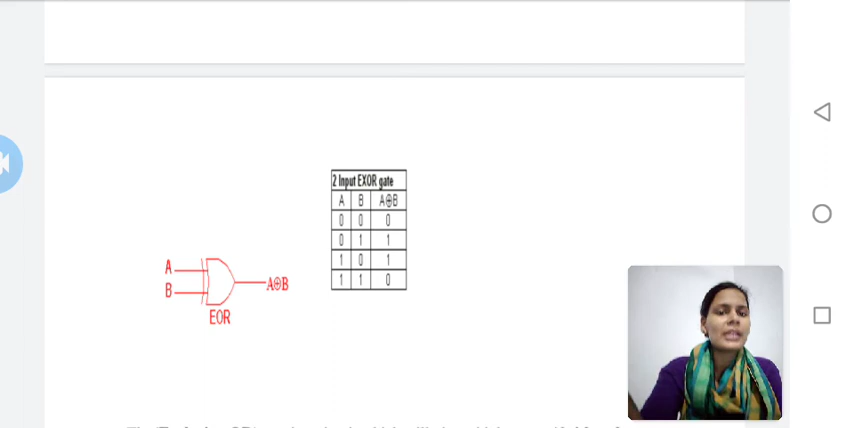 2 Input EXOR gate
A B A⊕B
0 0 0
0 1 1
1 0 1
1 1 0
A
B
A⊕B
EOR